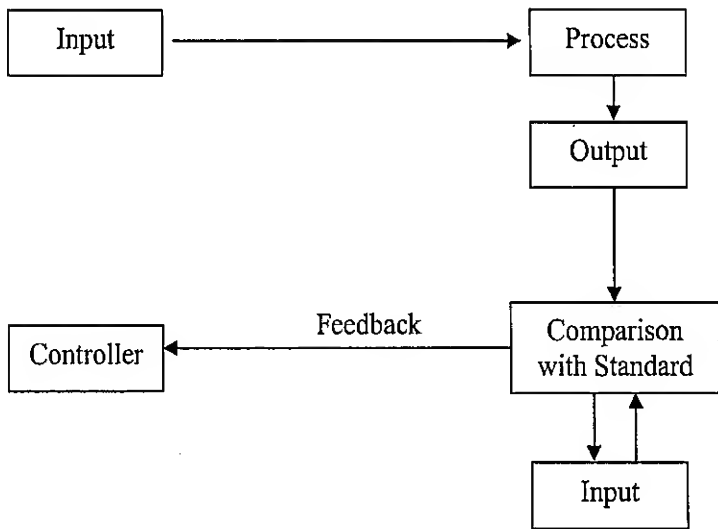 Input
Process
Output
Feedback
Controller
Comparison
with Standard
Input